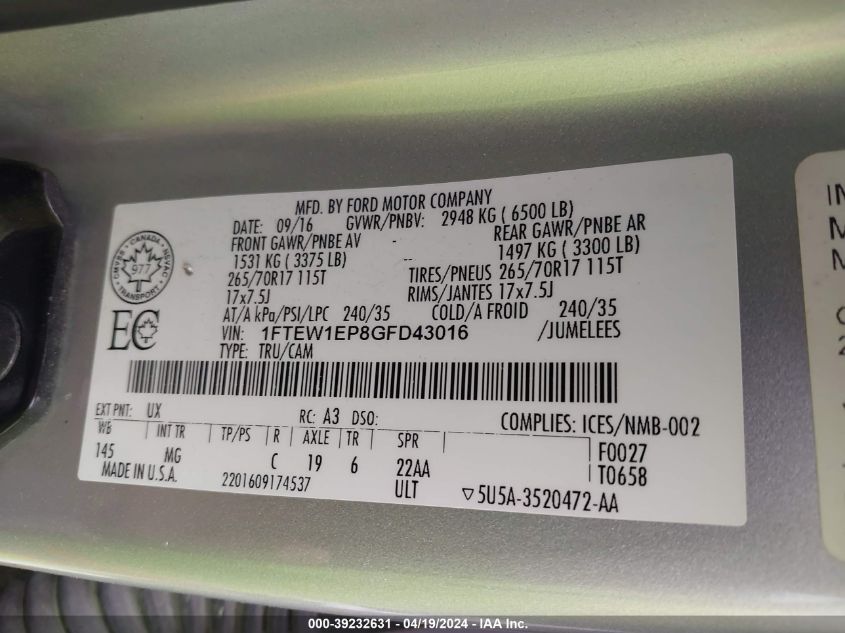 MFD. BY FORD MOTOR COMPANY
DATE: 09/16 GVWR/PNBV: 2948 KG ( 6500 LB)
FRONT GAWR/PNBE AV - REAR GAWR/PNBE AR
1531 KG ( 3375 LB) -- 1497 KG ( 3300 LB)
265/70R17 115T TIRES/PNEUS 265/70R17 115T
17x7.5J RIMS/JANTES 17x7.5J
AT/A kPa/PSI/LPC 240/35 COLD/A FROID 240/35
VIN: 1FTEW1EP8GFD43016 /JUMELEES
TYPE: TRU/CAM
CANADA
977
TRANSPORT
EC
EXT PNT: UX RC: A3 DSO: COMPLIES: ICES/NMB-002
WB INT TR TP/PS R AXLE TR SPR F0027
145 MG C 19 6 22AA T0658
MADE IN U.S.A. 2201609174537 ULT ▽5U5A-3520472-AA
000-39232631 - 04/19/2024 - IAA Inc.